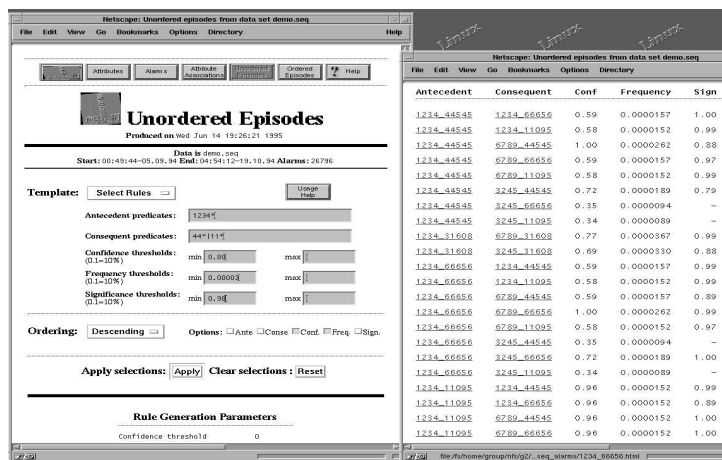 Netscape: Unordered episodes from data set demo.seq
File Edit View Go Bookmarks Options Directory Help
Attributes Alarms Attribute Associations Unordered Episodes Ordered Episodes ? Help
Unordered Episodes
Produced on Wed Jun 14 19:26:21 1995
Data is demo.seq
Start: 00:49:44-05.09.94 End: 04:54:12-19.10.94 Alarms: 26796
Template: Select Rules Usage Help
Antecedent predicates: 1234*
Consequent predicates: 44*|11*
Confidence thresholds: min 0.80 max
(0.1=10%)
Frequency thresholds: min 0.00003 max
(0.1=10%)
Significance thresholds: min 0.98 max
(0.1=10%)
Ordering: Descending Options: Ante Conse Conf. Freq. Sign.
Apply selections: Apply Clear selections : Reset
Rule Generation Parameters
Confidence threshold 0
Linux Linux Linux
Netscape: Unordered episodes from data set demo.seq
File Edit View Go Bookmarks Options Directory
Antecedent Consequent Conf Frequency Sign
1234_44545 1234_66656 0.59 0.0000157 1.00
1234_44545 1234_11095 0.58 0.0000152 0.99
1234_44545 6789_44545 1.00 0.0000262 0.88
1234_44545 6789_66656 0.59 0.0000157 0.97
1234_44545 6789_11095 0.58 0.0000152 0.99
1234_44545 3245_44545 0.72 0.0000189 0.79
1234_44545 3245_66656 0.35 0.0000094 -
1234_44545 3245_11095 0.34 0.0000089 -
1234_31608 6789_31608 0.77 0.0000367 0.99
1234_31608 3245_31608 0.69 0.0000330 0.88
1234_66656 1234_44545 0.59 0.0000157 0.99
1234_66656 1234_11095 0.58 0.0000152 0.99
1234_66656 6789_44545 0.59 0.0000157 0.89
1234_66656 6789_66656 1.00 0.0000262 0.99
1234_66656 6789_11095 0.58 0.0000152 0.97
1234_66656 3245_44545 0.35 0.0000094 -
1234_66656 3245_66656 0.72 0.0000189 1.00
1234_66656 3245_11095 0.34 0.0000089 -
1234_11095 1234_44545 0.96 0.0000152 0.99
1234_11095 1234_66656 0.96 0.0000152 0.89
1234_11095 6789_44545 0.96 0.0000152 1.00
1234_11095 6789_66656 0.96 0.0000152 1.00
file:/fs/home/group/nfs/g2/..seq_alarms/1234_66656.html